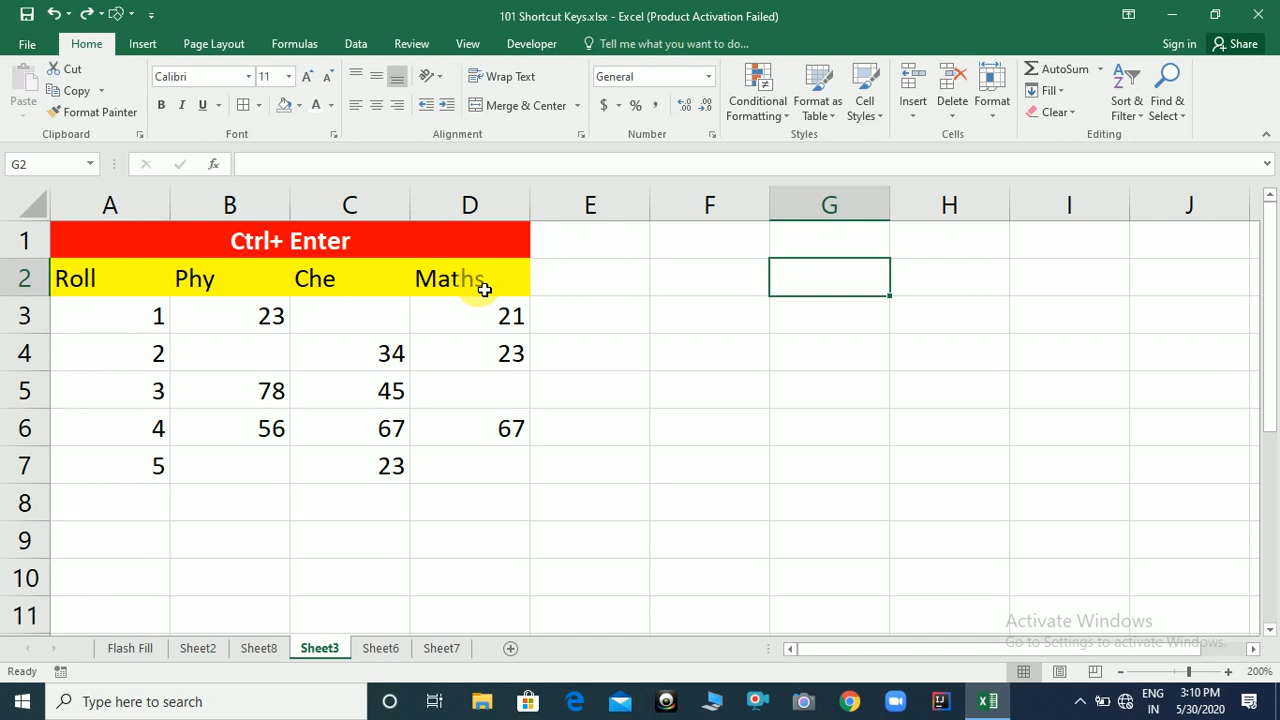 101 Shortcut Keys.xlsx - Excel (Product Activation Failed)
File Home Insert Page Layout Formulas Data Review View Developer Tell me what you want to do... Sign in Share
Paste Cut Copy Format Painter
Clipboard
Calibri 11
B I U A A A
Font
Wrap Text
Merge & Center
Alignment
General
$ % ,
Number
Conditional Formatting Format as Table Cell Styles
Styles
Insert Delete Format
Cells
AutoSum
Fill
Clear
Sort & Filter Find & Select
Editing
G2 fx
A B C D E F G H I J
1 Ctrl+ Enter
2 Roll Phy Che Maths
3 1 23 21
4 2 34 23
5 3 78 45
6 4 56 67 67
7 5 23
8
9
10
11
Activate Windows
Go to Settings to activate Windows.
Flash Fill Sheet2 Sheet8 Sheet3 Sheet6 Sheet7
Ready 200%
Type here to search
ENG
IN
3:10 PM
5/30/2020